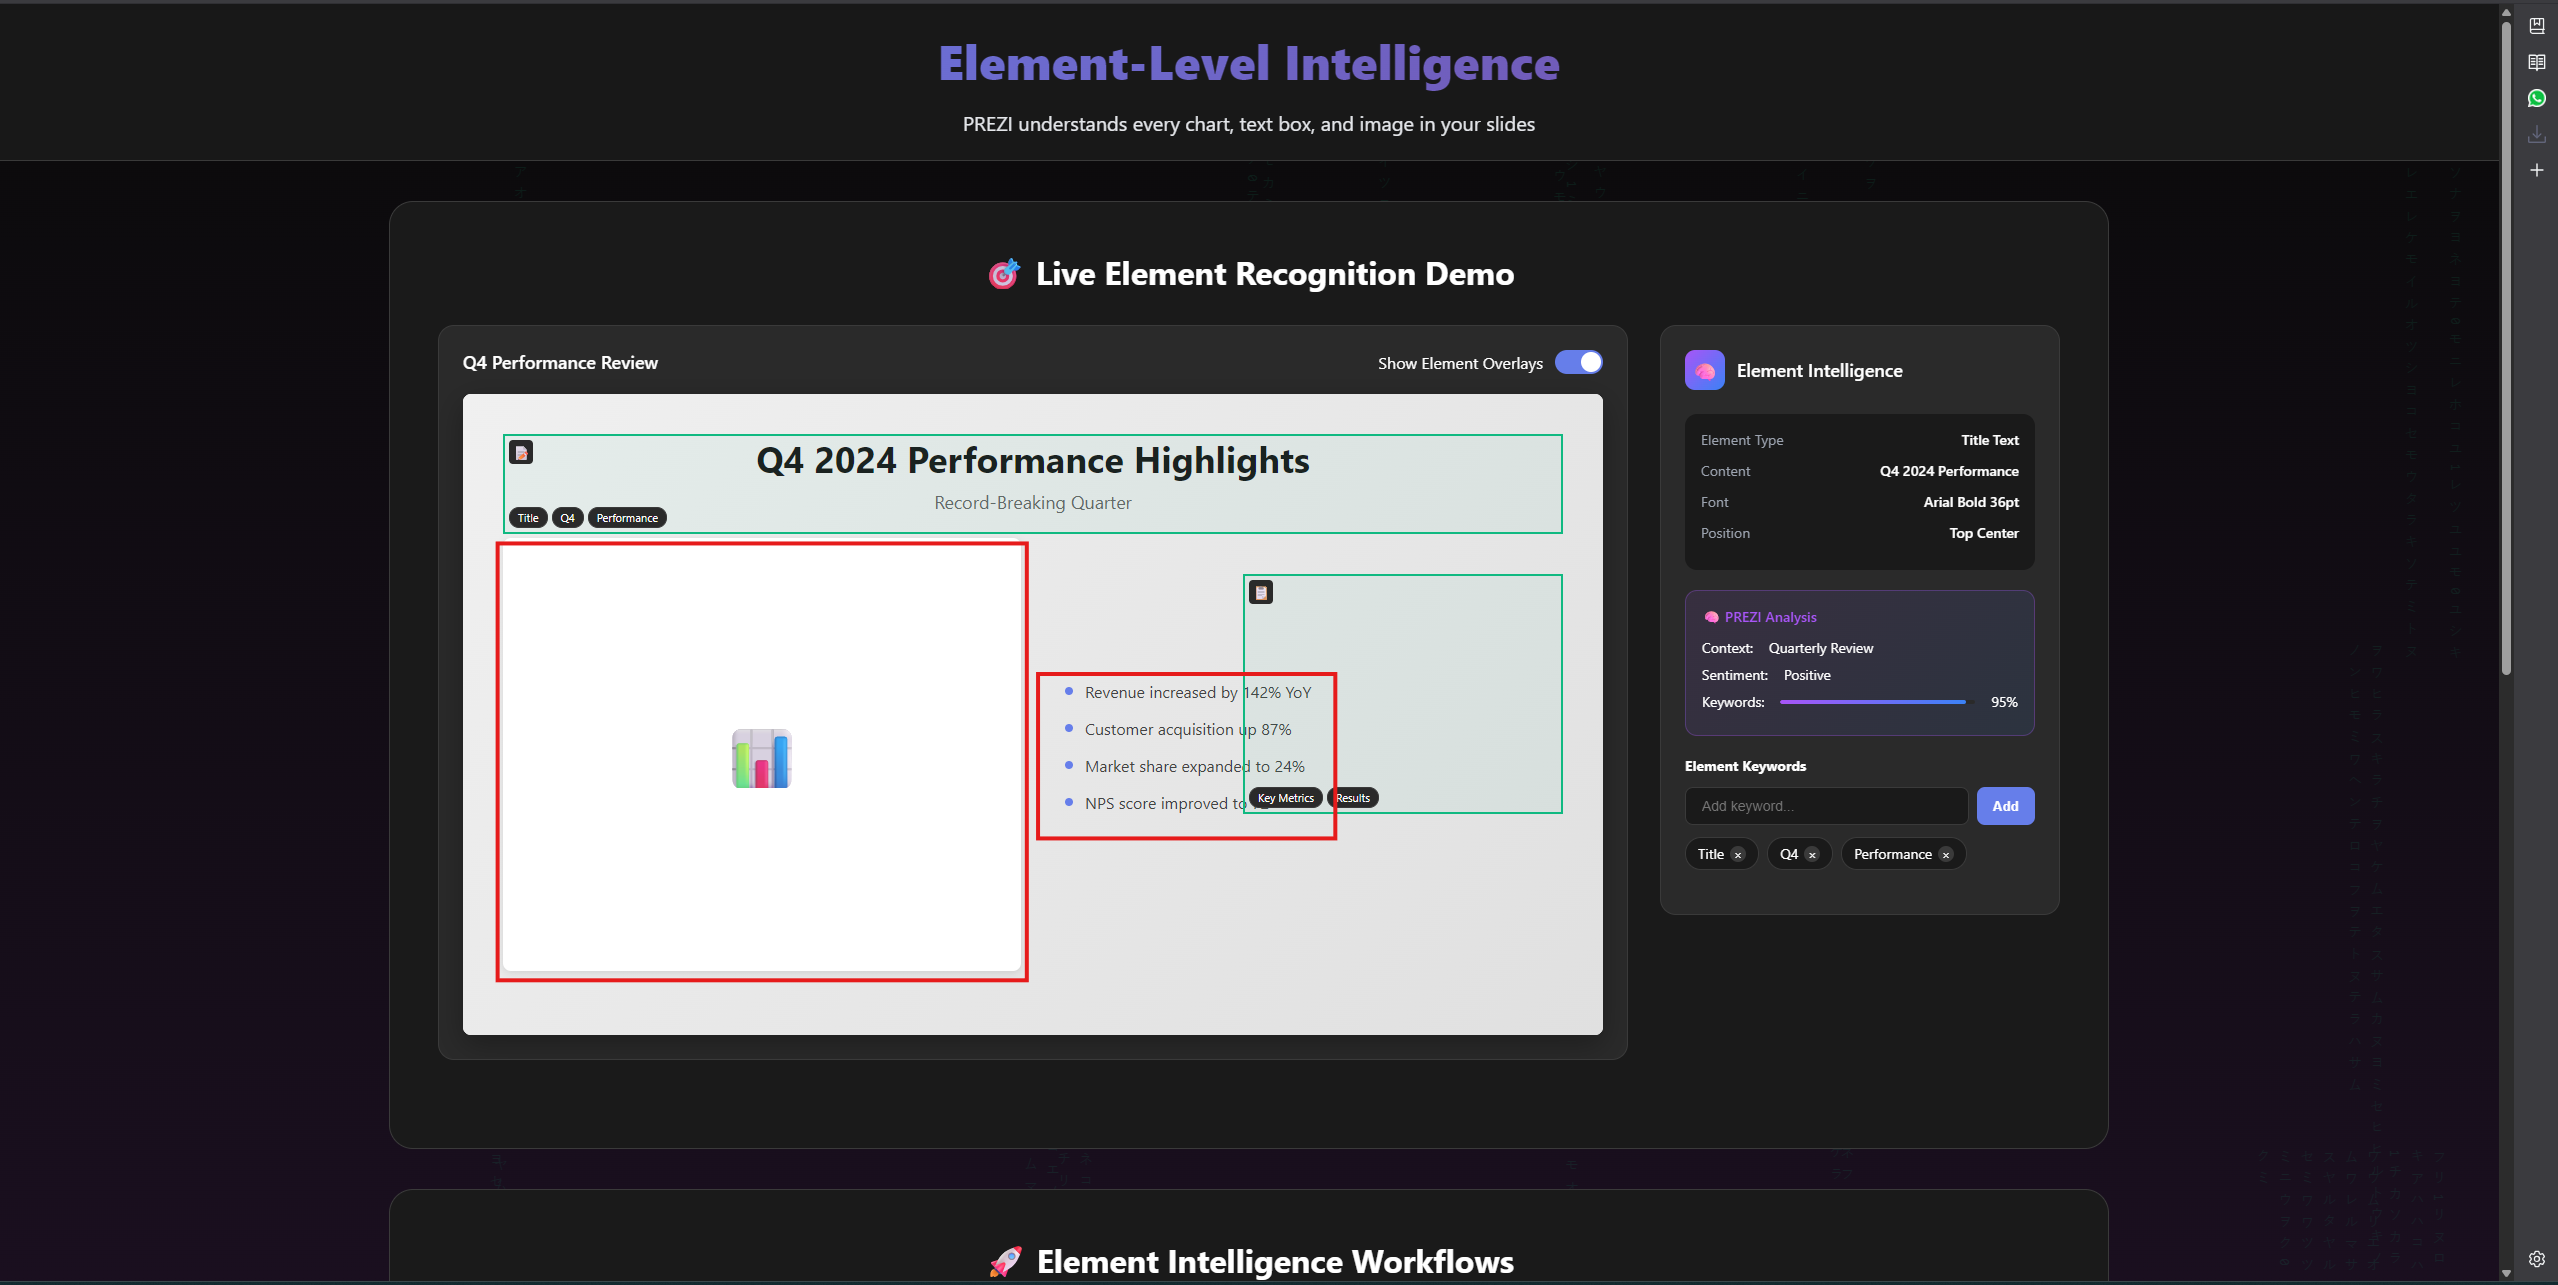 Element-Level Intelligence
PREZI understands every chart, text box, and image in your slides
🎯 Live Element Recognition Demo
Q4 Performance Review
Show Element Overlays
Q4 2024 Performance Highlights
Record-Breaking Quarter
Title Q4 Performance
Revenue increased by 142% YoY
Customer acquisition up 87%
Market share expanded to 24%
NPS score improved to
Key Metrics Results
Element Intelligence
Element Type Title Text
Content Q4 2024 Performance
Font Arial Bold 36pt
Position Top Center
PREZI Analysis
Context: Quarterly Review
Sentiment: Positive
Keywords: 95%
Element Keywords
Add keyword...
Add
Title × Q4 × Performance ×
🚀 Element Intelligence Workflows